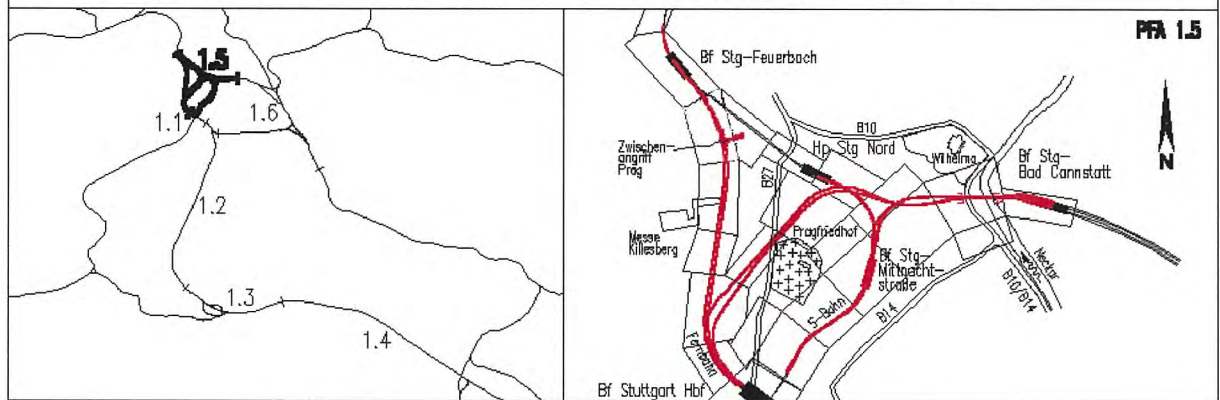 1.5
1.1
1.6
1.2
1.3
1.4
PFA 1.5
Bf Stg-Feuerbach
B10
Zwischen-
angriff
Prag
Hp Stg Nord
Wilhelma
Bf Stg-
Bad Cannstatt
N
B27
Messe
Killesberg
Pragfriedhof
Bf Stg-
Mittnacht-
straße
Neckar
B10/B14
S-Bahn
B14
Fernbahn
Bf Stuttgart Hbf